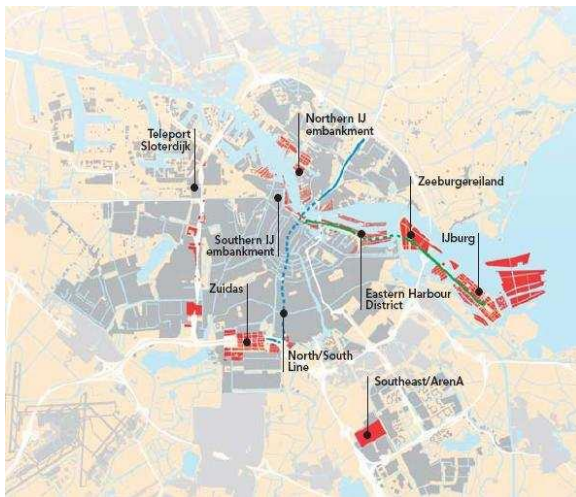 Teleport
Sloterdijk
Northern IJ
embankment
Zeeburgereiland
Southern IJ
embankment
IJburg
Zuidas
Eastern Harbour
District
North/South
Line
Southeast/ArenA